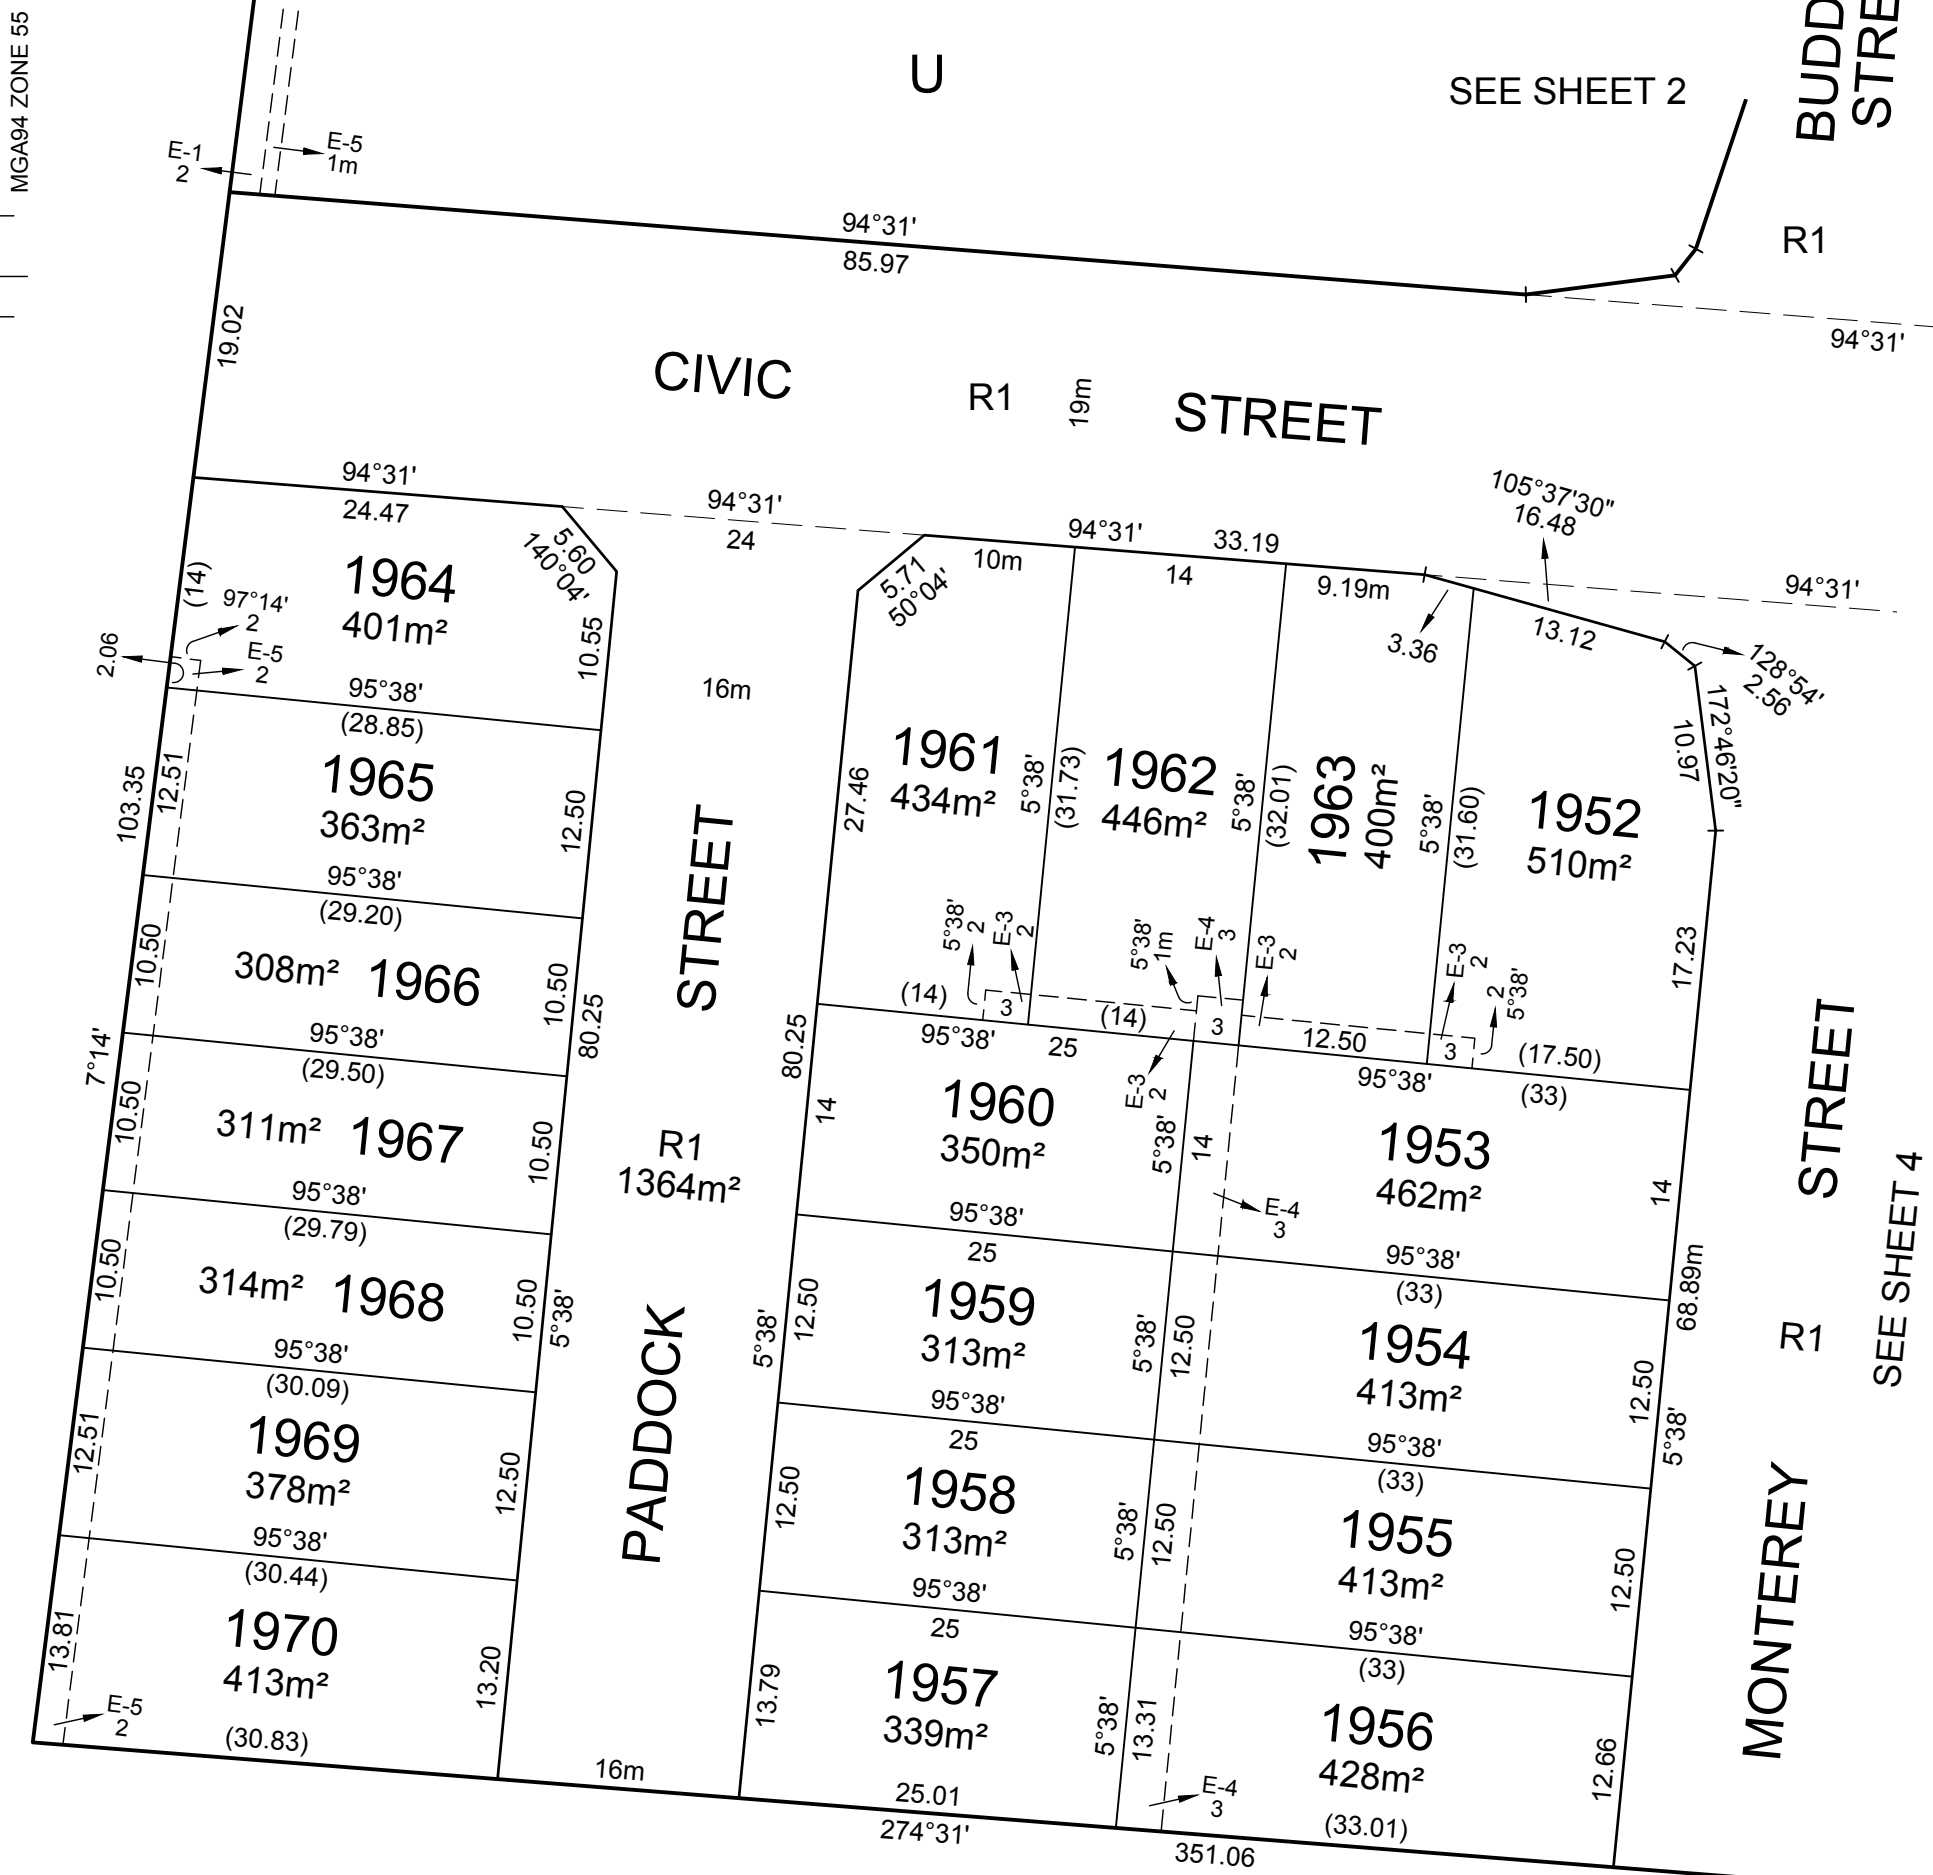 MGA94 ZONE 55
U
SEE SHEET 2
BUDD
STRE
E-1
2
E-5
1m
R1
94°31'
85.97
94°31'
19.02
CIVIC
R1
19m
STREET
94°31'
24.47
94°31'
24
94°31'
33.19
105°37'30"
16.48
94°31'
5.60
140°04'
5.71
50°04'
10m
14
9.19m
3.36
13.12
128°54'
2.56
(14)
1964
401m²
97°14'
2
E-5
2
2.06
10.55
16m
172°46'20"
10.97
95°38'
(28.85)
103.35
12.51
1965
363m²
12.50
27.46
1961
434m²
5°38'
(31.73)
1962
446m²
5°38'
(32.01)
1963
400m²
5°38'
(31.60)
1952
510m²
95°38'
(29.20)
STREET
10.50
308m² 1966
10.50
80.25
5°38'
2
E-3
2
5°38'
1m
E-4
3
E-3
2
E-3
2
2
5°38'
17.23
(14)
3
(14)
3
12.50
3
(17.50)
95°38'
25
95°38'
(33)
95°38'
(29.50)
7°14'
10.50
311m² 1967
10.50
R1
1364m²
80.25
14
1960
350m²
E-3
2
5°38'
14
1953
462m²
14
STREET
SEE SHEET 4
E-4
3
95°38'
(29.79)
95°38'
25
95°38'
(33)
10.50
314m² 1968
10.50
5°38'
5°38'
12.50
1959
313m²
5°38'
12.50
1954
413m²
12.50
68.89m
5°38'
R1
95°38'
(30.09)
95°38'
25
95°38'
(33)
12.51
1969
378m²
12.50
PADDOCK
12.50
1958
313m²
5°38'
12.50
1955
413m²
12.50
MONTEREY
95°38'
(30.44)
95°38'
25
95°38'
(33)
13.81
1970
413m²
13.20
13.79
1957
339m²
5°38'
13.31
1956
428m²
12.66
E-5
2
(30.83)
16m
25.01
274°31'
E-4
3
(33.01)
351.06